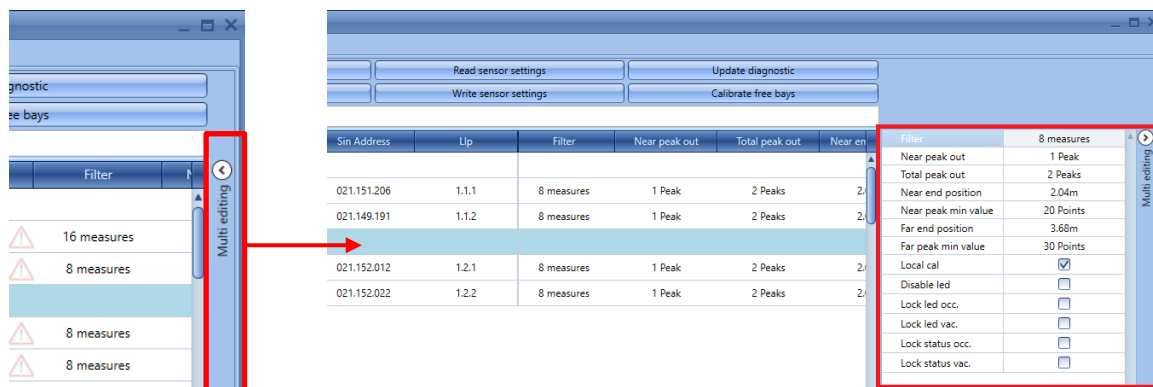 gnostic
ee bays
Filter N
16 measures
8 measures
8 measures
8 measures
Multi editing
Read sensor settings Update diagnostic
Write sensor settings Calibrate free bays
Sin Address Llp Filter Near peak out Total peak out Near en
021.151.206 1.1.1 8 measures 1 Peak 2 Peaks 2.
021.149.191 1.1.2 8 measures 1 Peak 2 Peaks 2.
021.152.012 1.2.1 8 measures 1 Peak 2 Peaks 2.
021.152.022 1.2.2 8 measures 1 Peak 2 Peaks 2.
Filter 8 measures
Near peak out 1 Peak
Total peak out 2 Peaks
Near end position 2.04m
Near peak min value 20 Points
Far end position 3.68m
Far peak min value 30 Points
Local cal
Disable led
Lock led occ.
Lock led vac.
Lock status occ.
Lock status vac.
Multi editing